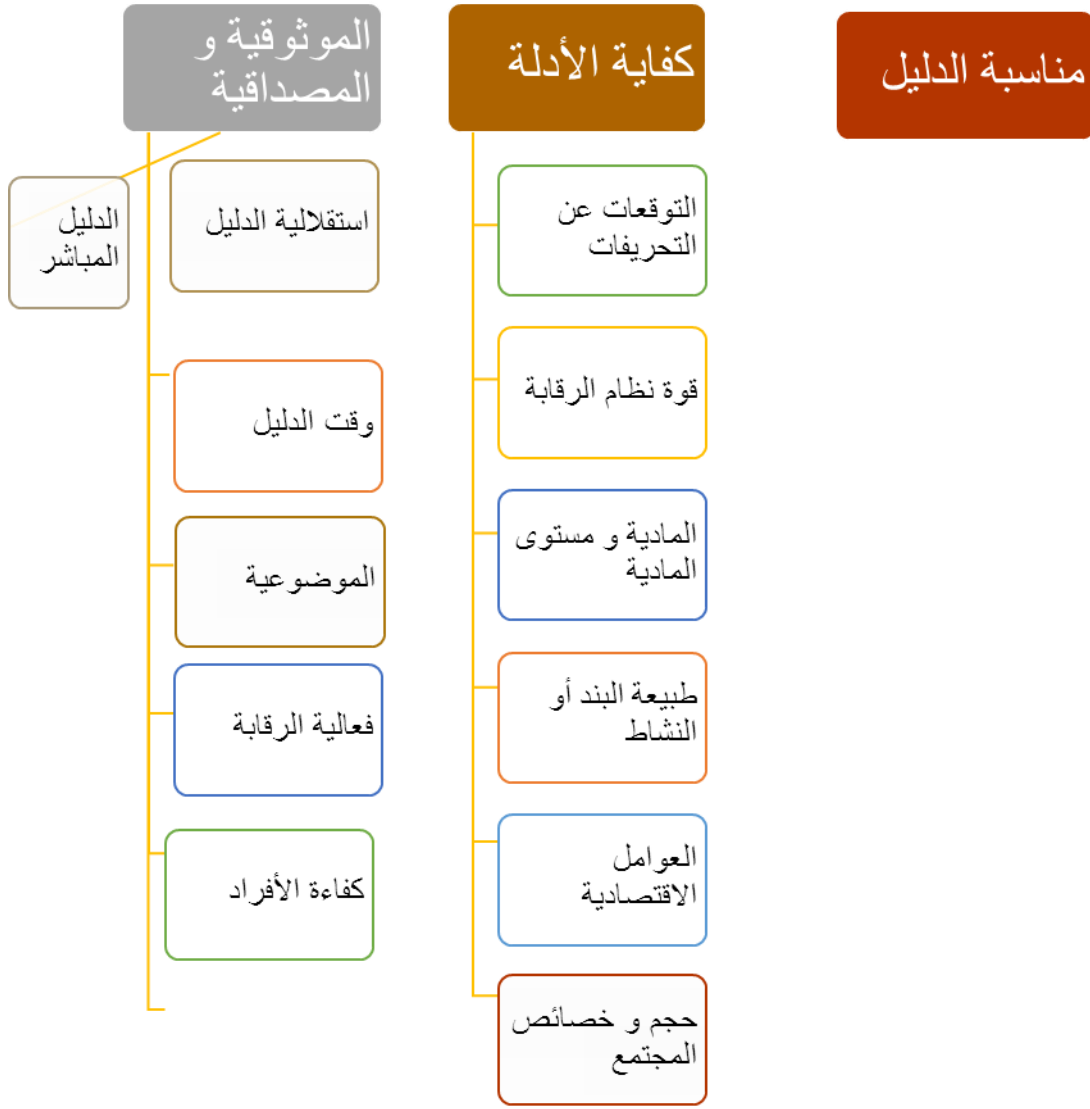 مناسبة الدليل
كفاية الأدلة
التوقعات عن
التحريفات
قوة نظام الرقابة
المادية و مستوى
المادية
طبيعة البند أو
النشاط
العوامل
الاقتصادية
حجم و خصائص
المجتمع
الموثوقية و
المصداقية
استقلالية الدليل
وقت الدليل
الموضوعية
فعالية الرقابة
كفاءة الأفراد
الدليل
المباشر